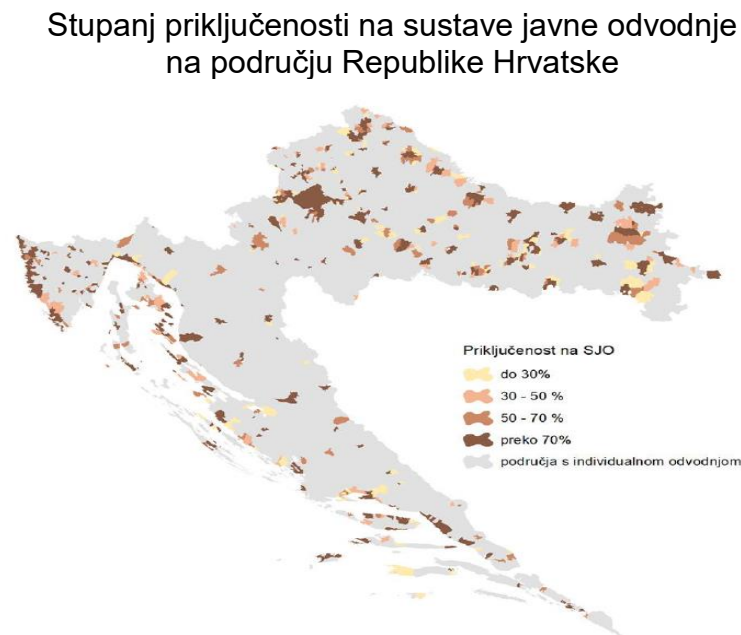 Stupanj priključenosti na sustave javne odvodnje
na području Republike Hrvatske
Priključenost na SJO
do 30%
30 - 50 %
50 - 70 %
preko 70%
područja s individualnom odvodnjom